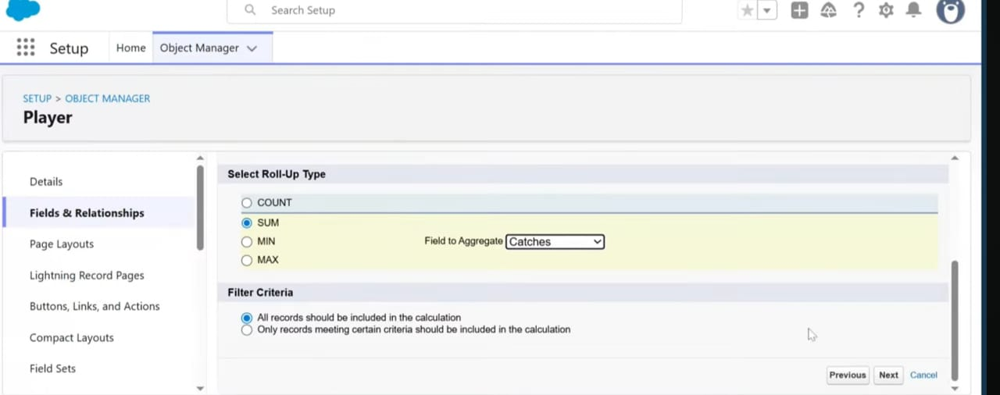 Search Setup
Setup Home Object Manager
SETUP > OBJECT MANAGER
Player
Details
Fields & Relationships
Page Layouts
Lightning Record Pages
Buttons, Links, and Actions
Compact Layouts
Field Sets
Select Roll-Up Type
COUNT
SUM
MIN
Field to Aggregate Catches
MAX
Filter Criteria
All records should be included in the calculation
Only records meeting certain criteria should be included in the calculation
Previous Next Cancel